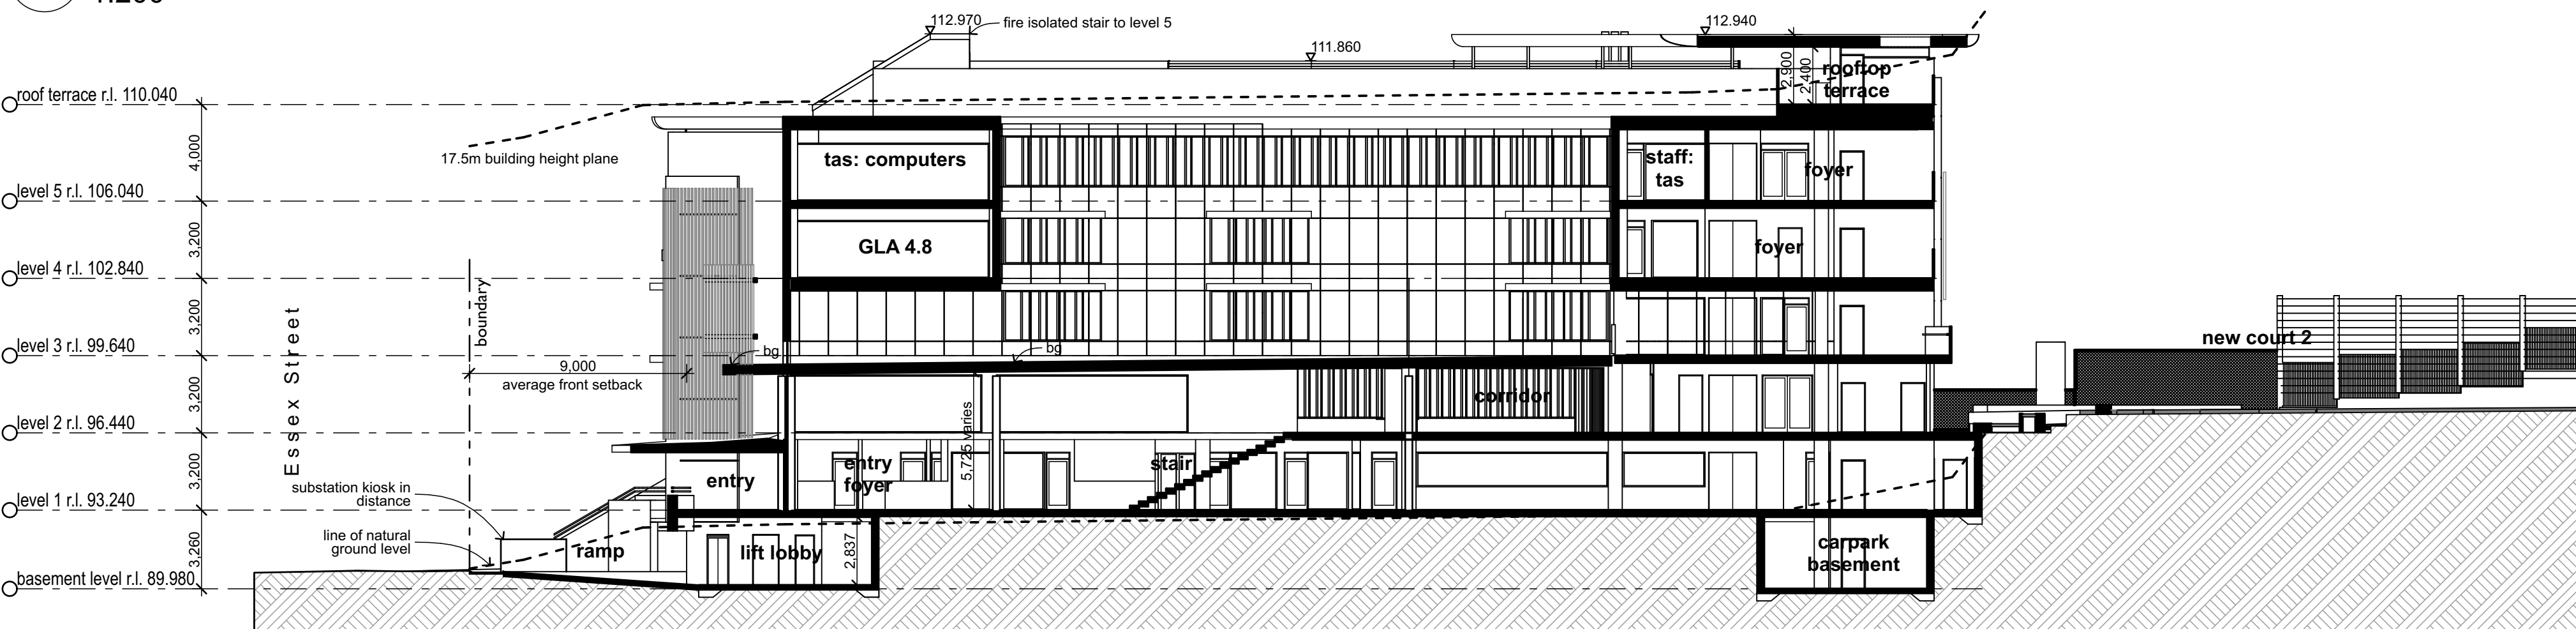 112.970
fire isolated stair to level 5
112.940
111.860
2,900
2,400
rooftop
terrace
roof terrace r.l. 110.040
17.5m building height plane
4,000
tas: computers
staff:
tas
foyer
level 5 r.l. 106.040
3,200
GLA 4.8
foyer
level 4 r.l. 102.840
3,200
boundary
Essex Street
new court 2
level 3 r.l. 99.640
bg
bg
9,000
average front setback
3,200
corridor
5,725 varies
level 2 r.l. 96.440
3,200
entry
entry
foyer
stair
substation kiosk in
distance
level 1 r.l. 93.240
line of natural
ground level
3,260
ramp
lift lobby
2,837
carpark
basement
basement level r.l. 89.980